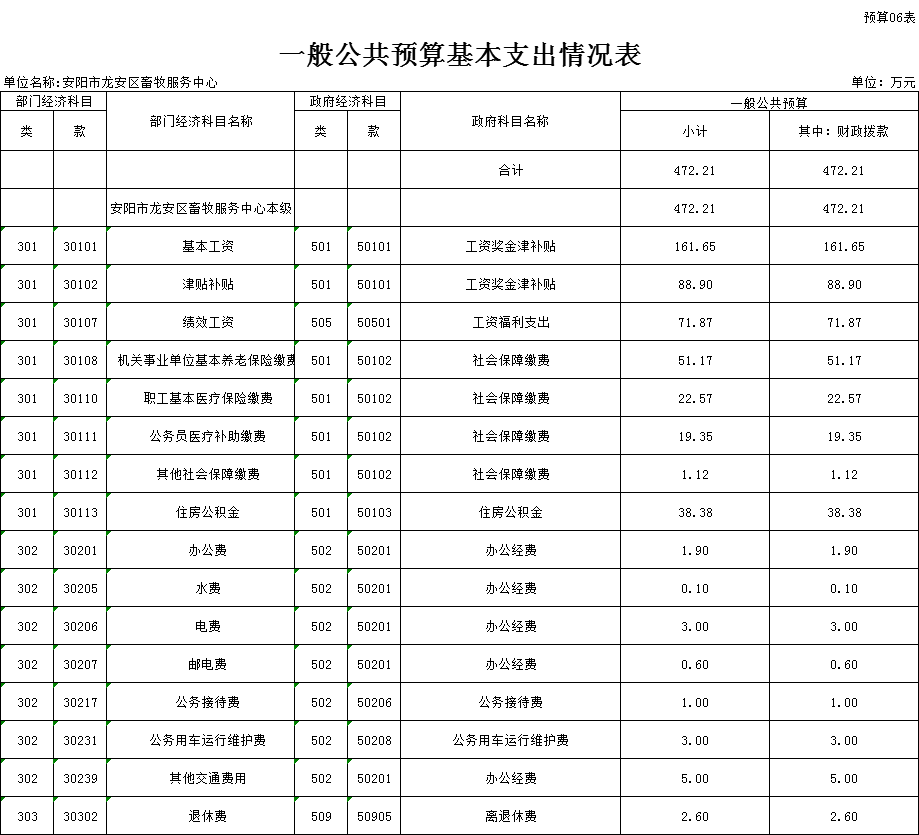 预算06表
一般公共预算基本支出情况表
单位名称:安阳市龙安区畜牧服务中心 单位：万元
部门经济科目 部门经济科目名称 政府经济科目 政府科目名称 一般公共预算
类 款 类 款 小计 其中：财政拨款
合计 472.21 472.21
安阳市龙安区畜牧服务中心本级 472.21 472.21
301 30101 基本工资 501 50101 工资奖金津补贴 161.65 161.65
301 30102 津贴补贴 501 50101 工资奖金津补贴 88.90 88.90
301 30107 绩效工资 505 50501 工资福利支出 71.87 71.87
301 30108 机关事业单位基本养老保险缴费 501 50102 社会保障缴费 51.17 51.17
301 30110 职工基本医疗保险缴费 501 50102 社会保障缴费 22.57 22.57
301 30111 公务员医疗补助缴费 501 50102 社会保障缴费 19.35 19.35
301 30112 其他社会保障缴费 501 50102 社会保障缴费 1.12 1.12
301 30113 住房公积金 501 50103 住房公积金 38.38 38.38
302 30201 办公费 502 50201 办公经费 1.90 1.90
302 30205 水费 502 50201 办公经费 0.10 0.10
302 30206 电费 502 50201 办公经费 3.00 3.00
302 30207 邮电费 502 50201 办公经费 0.60 0.60
302 30217 公务接待费 502 50206 公务接待费 1.00 1.00
302 30231 公务用车运行维护费 502 50208 公务用车运行维护费 3.00 3.00
302 30239 其他交通费用 502 50201 办公经费 5.00 5.00
303 30302 退休费 509 50905 离退休费 2.60 2.60